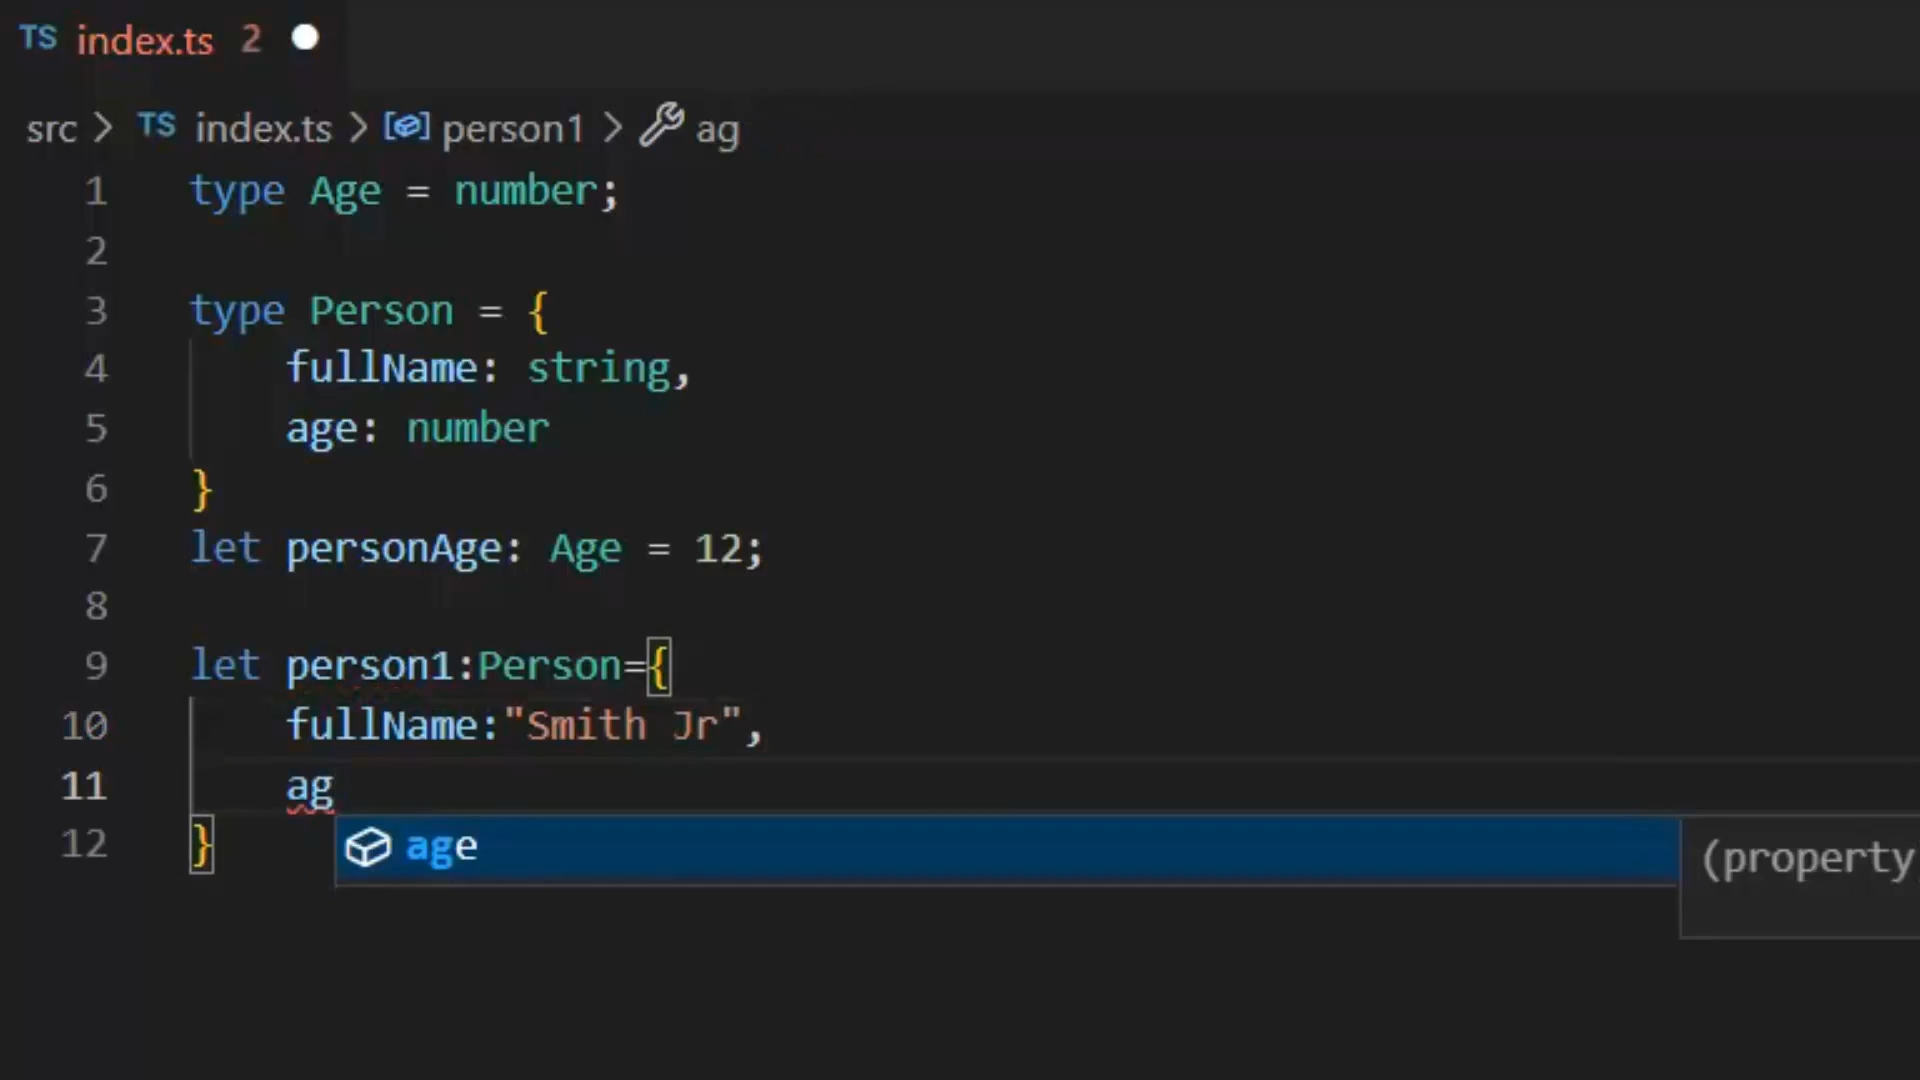 TS index.ts 2
src > TS index.ts > person1 > ag
1 type Age = number;
2
3 type Person = {
4 fullName: string,
5 age: number
6 }
7 let personAge: Age = 12;
8
9 let person1:Person={
10 fullName:"Smith Jr",
11 ag
12 }
age
(property